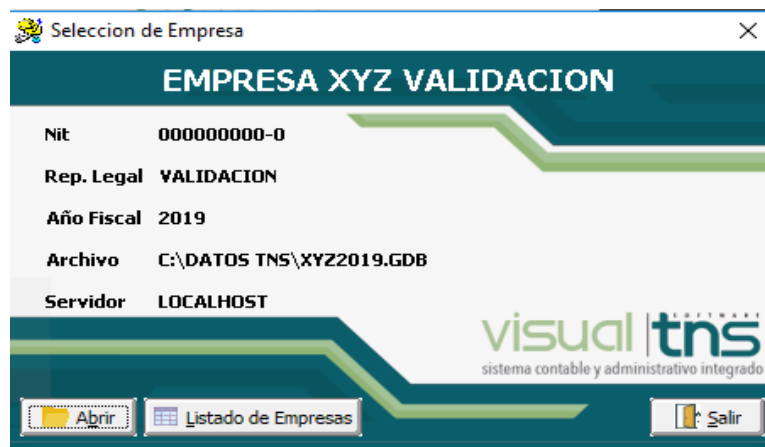 Seleccion de Empresa
EMPRESA XYZ VALIDACION
Nit 000000000-0
Rep. Legal VALIDACION
Año Fiscal 2019
Archivo C:\DATOS TNS\XYZ2019.GDB
Servidor LOCALHOST
visual tns
SOFTWARE
sistema contable y administrativo integrado
Abrir Listado de Empresas Salir